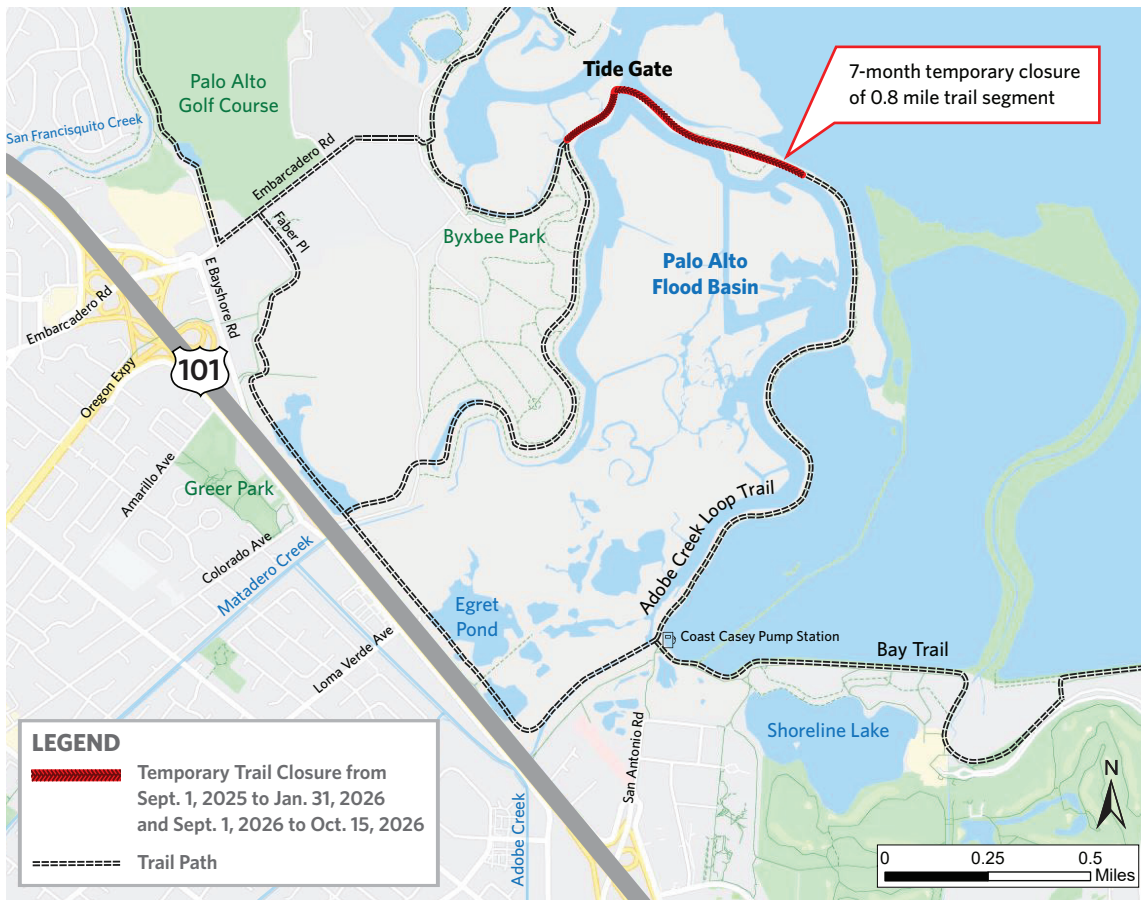 Palo Alto
Golf Course
San Francisquito Creek
Tide Gate
7-month temporary closure
of 0.8 mile trail segment
Embarcadero Rd
Faber Pl
Byxbee Park
E Bayshore Rd
Palo Alto
Flood Basin
Embarcadero Rd
Oregon Expy
101
Amarillo Ave
Greer Park
Colorado Ave
Matadero Creek
Adobe Creek Loop Trail
Egret
Pond
Loma Verde Ave
Coast Casey Pump Station
Bay Trail
San Antonio Rd
Shoreline Lake
Adobe Creek
LEGEND
Temporary Trail Closure from
Sept. 1, 2025 to Jan. 31, 2026
and Sept. 1, 2026 to Oct. 15, 2026
Trail Path
N
0 0.25 0.5
Miles